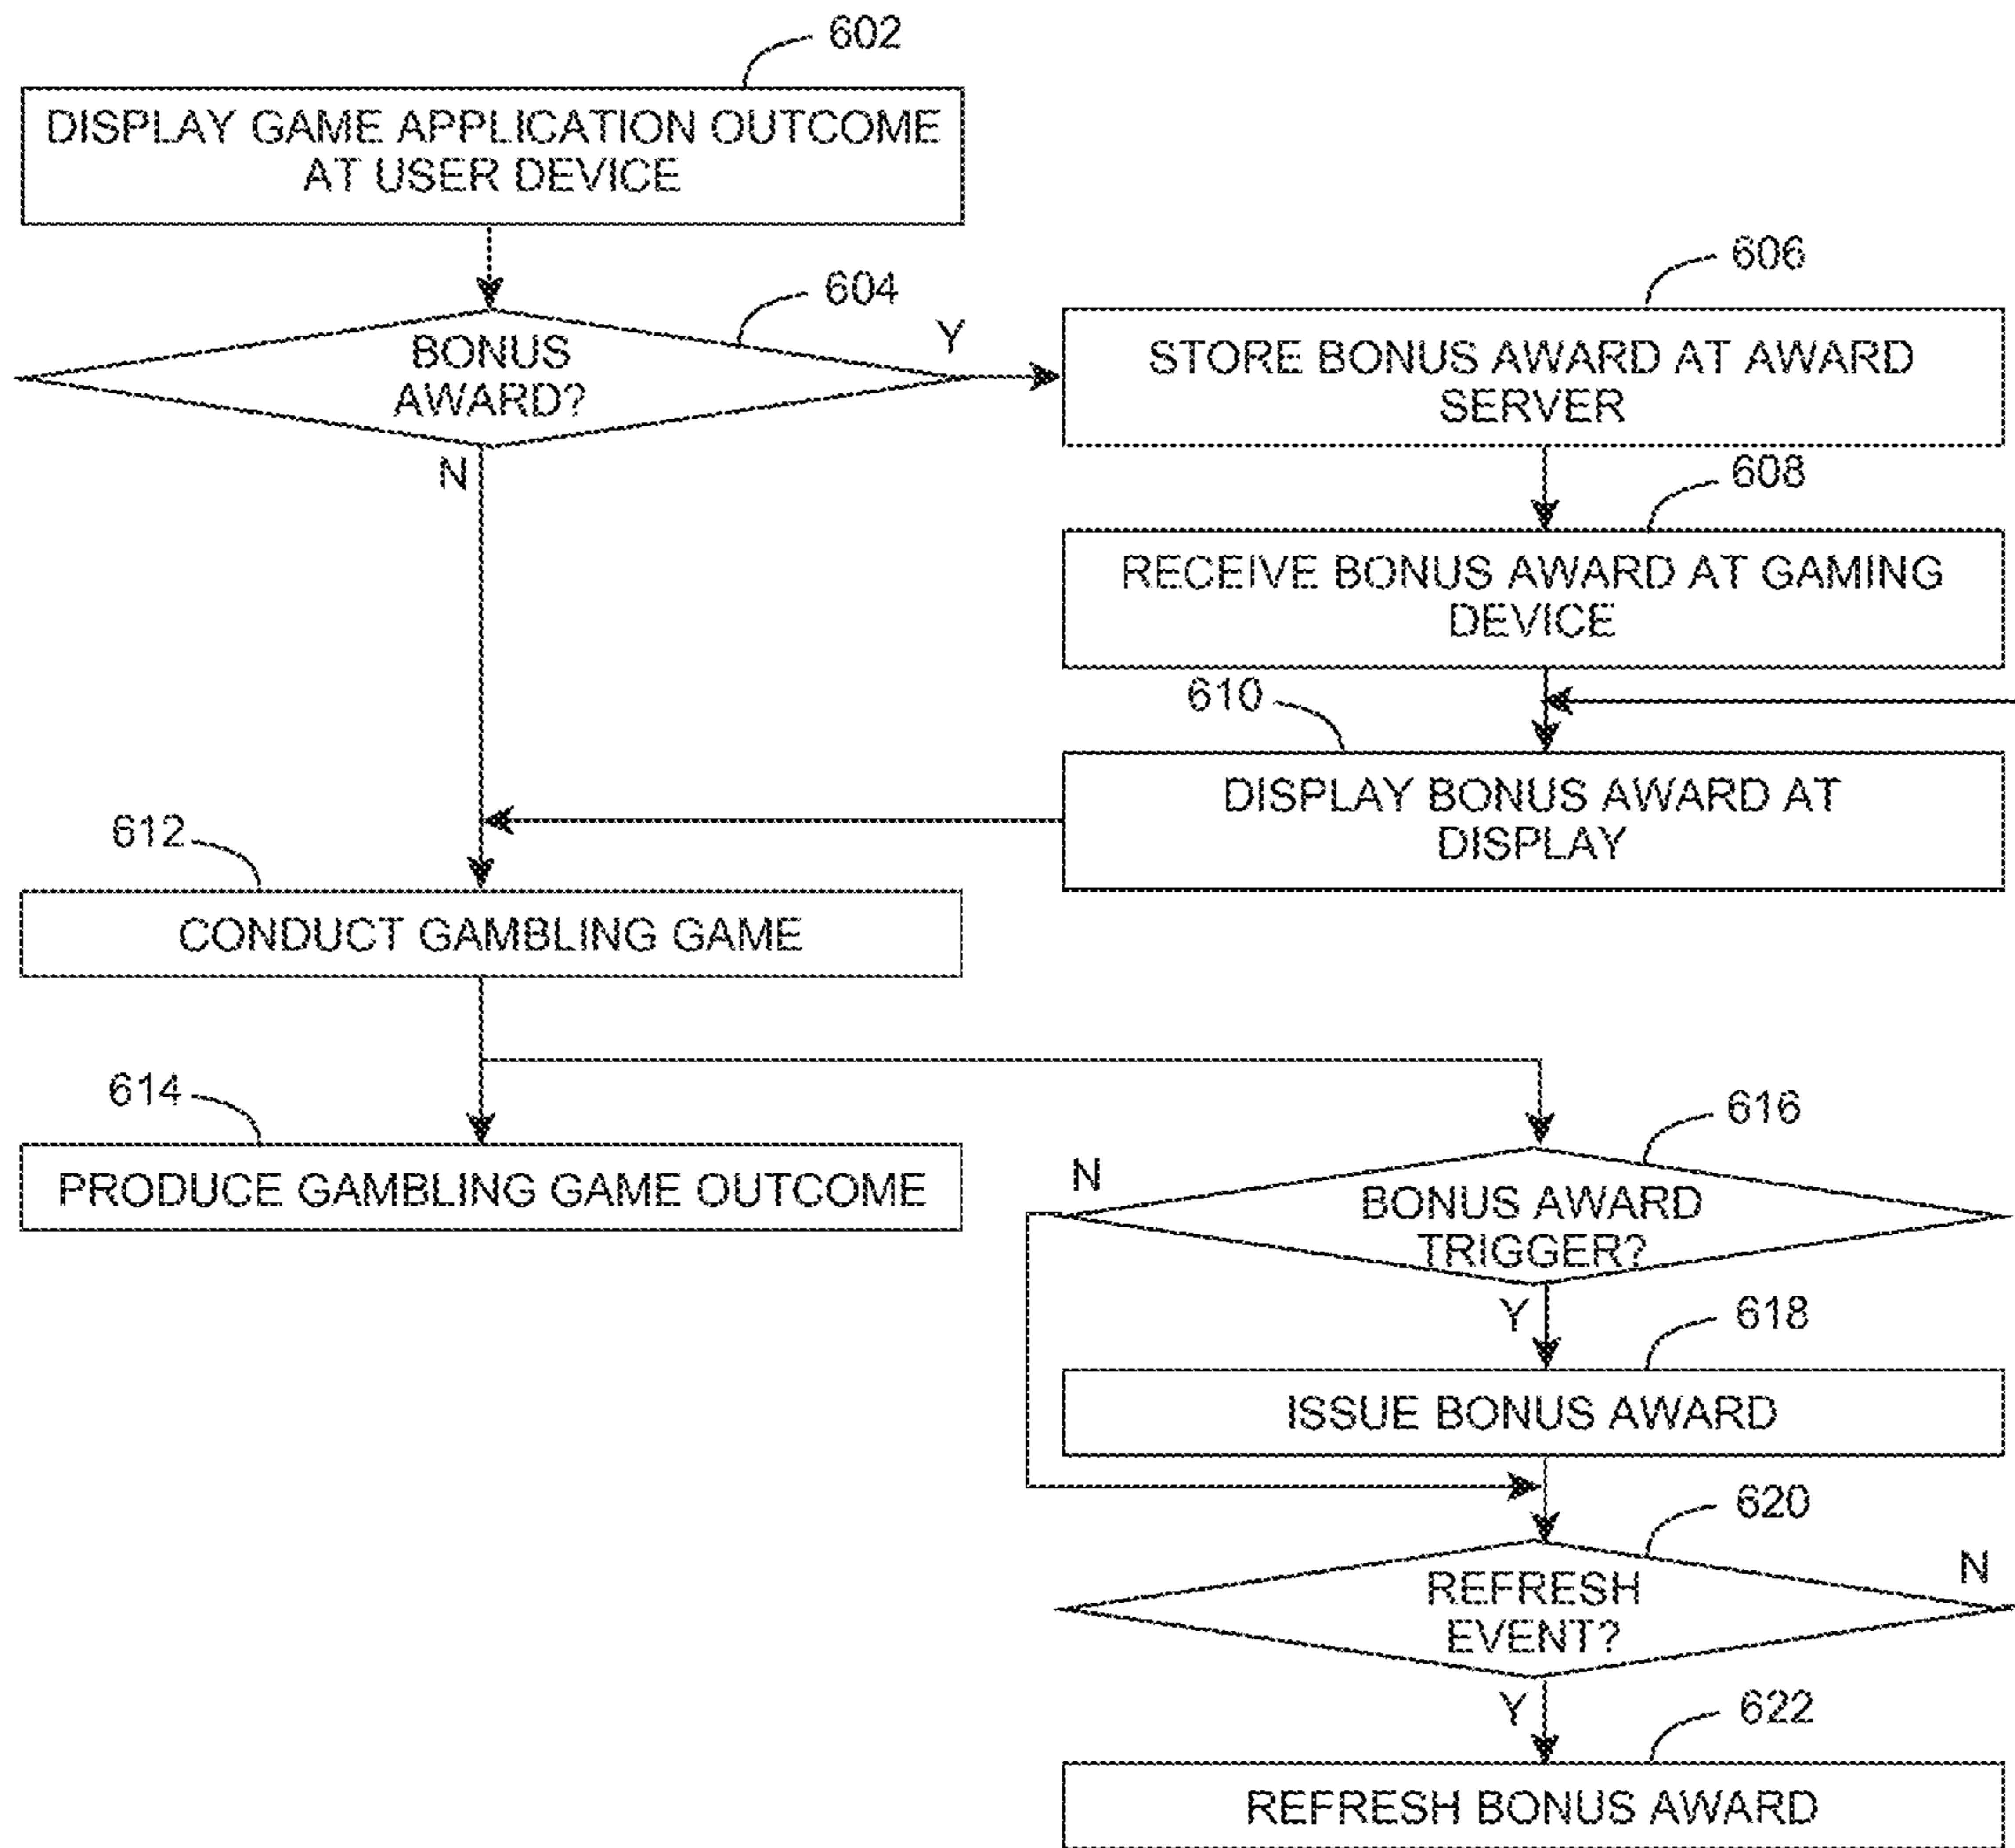 602
DISPLAY GAME APPLICATION OUTCOME
AT USER DEVICE
604
BONUS
AWARD?
Y
N
606
STORE BONUS AWARD AT AWARD
SERVER
608
RECEIVE BONUS AWARD AT GAMING
DEVICE
610
DISPLAY BONUS AWARD AT
DISPLAY
612
CONDUCT GAMBLING GAME
614
PRODUCE GAMBLING GAME OUTCOME
616
N
BONUS AWARD
TRIGGER?
Y
618
ISSUE BONUS AWARD
620
N
REFRESH
EVENT?
Y
622
REFRESH BONUS AWARD